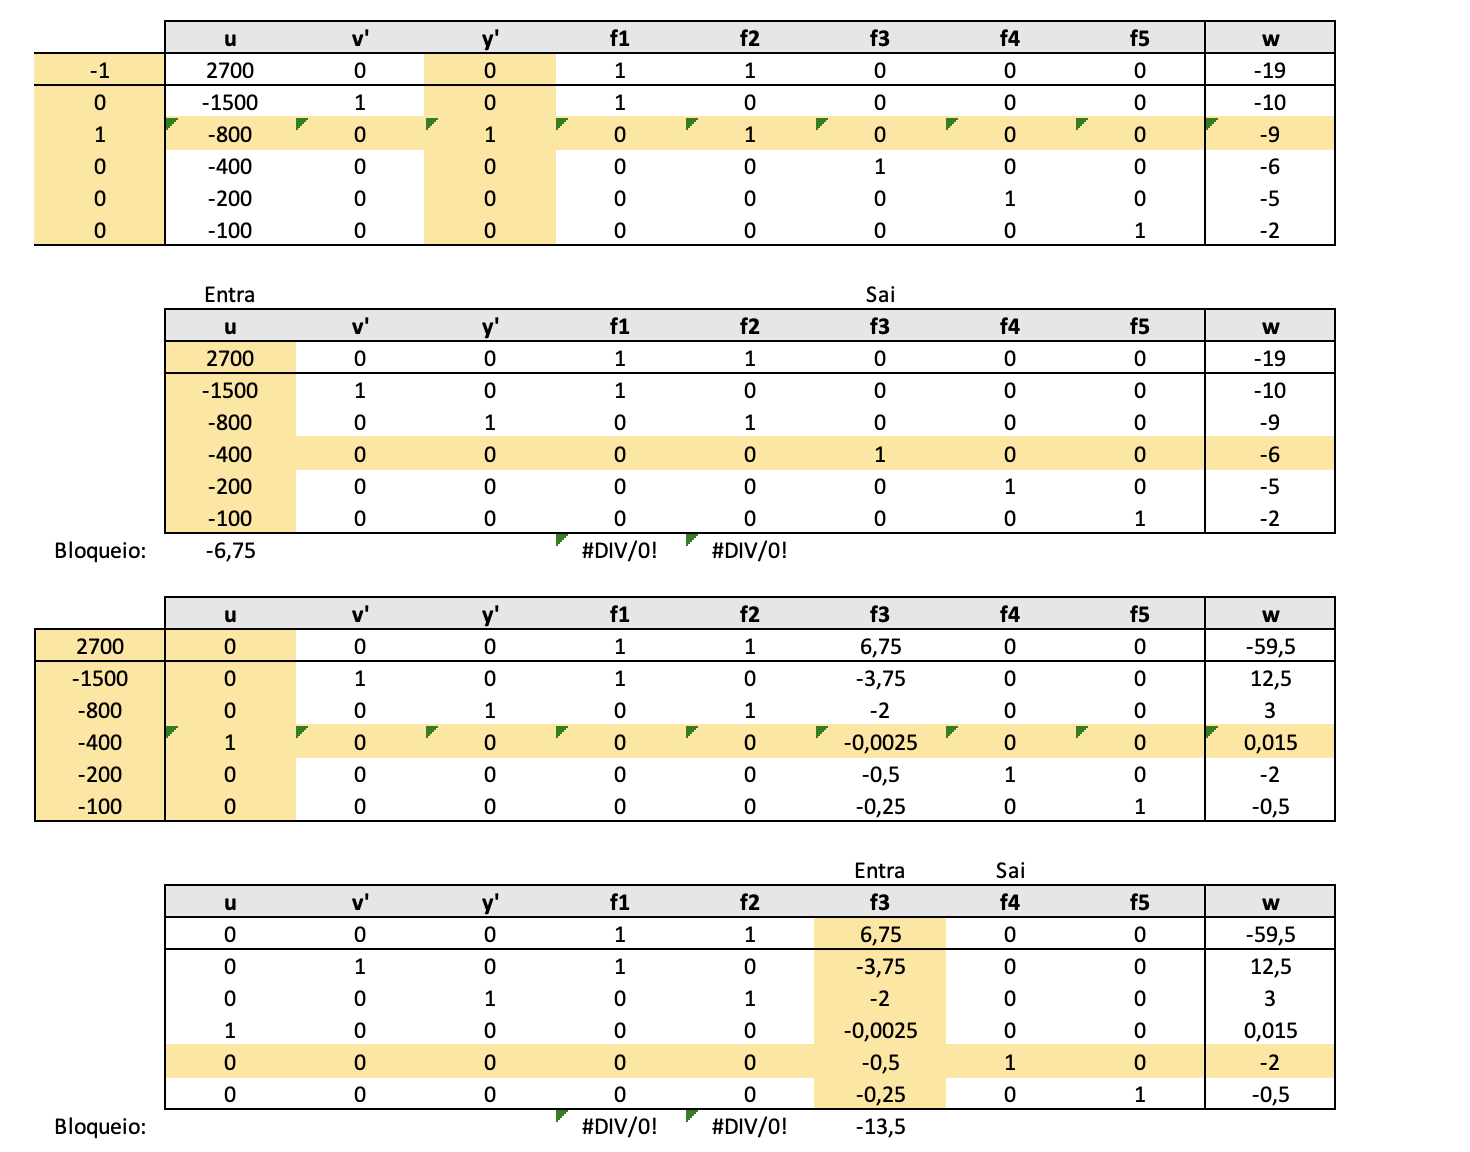 u v' y' f1 f2 f3 f4 f5 w
-1 2700 0 0 1 1 0 0 0 -19
0 -1500 1 0 1 0 0 0 0 -10
1 -800 0 1 0 1 0 0 0 -9
0 -400 0 0 0 0 1 0 0 -6
0 -200 0 0 0 0 0 1 0 -5
0 -100 0 0 0 0 0 0 1 -2
Entra Sai
u v' y' f1 f2 f3 f4 f5 w
2700 0 0 1 1 0 0 0 -19
-1500 1 0 1 0 0 0 0 -10
-800 0 1 0 1 0 0 0 -9
-400 0 0 0 0 1 0 0 -6
-200 0 0 0 0 0 1 0 -5
-100 0 0 0 0 0 0 1 -2
Bloqueio: -6,75 #DIV/0! #DIV/0!
u v' y' f1 f2 f3 f4 f5 w
2700 0 0 0 1 1 6,75 0 0 -59,5
-1500 0 1 0 1 0 -3,75 0 0 12,5
-800 0 0 1 0 1 -2 0 0 3
-400 1 0 0 0 0 -0,0025 0 0 0,015
-200 0 0 0 0 0 -0,5 1 0 -2
-100 0 0 0 0 0 -0,25 0 1 -0,5
Entra Sai
u v' y' f1 f2 f3 f4 f5 w
0 0 0 1 1 6,75 0 0 -59,5
0 1 0 1 0 -3,75 0 0 12,5
0 0 1 0 1 -2 0 0 3
1 0 0 0 0 -0,0025 0 0 0,015
0 0 0 0 0 -0,5 1 0 -2
0 0 0 0 0 -0,25 0 1 -0,5
Bloqueio: #DIV/0! #DIV/0! -13,5